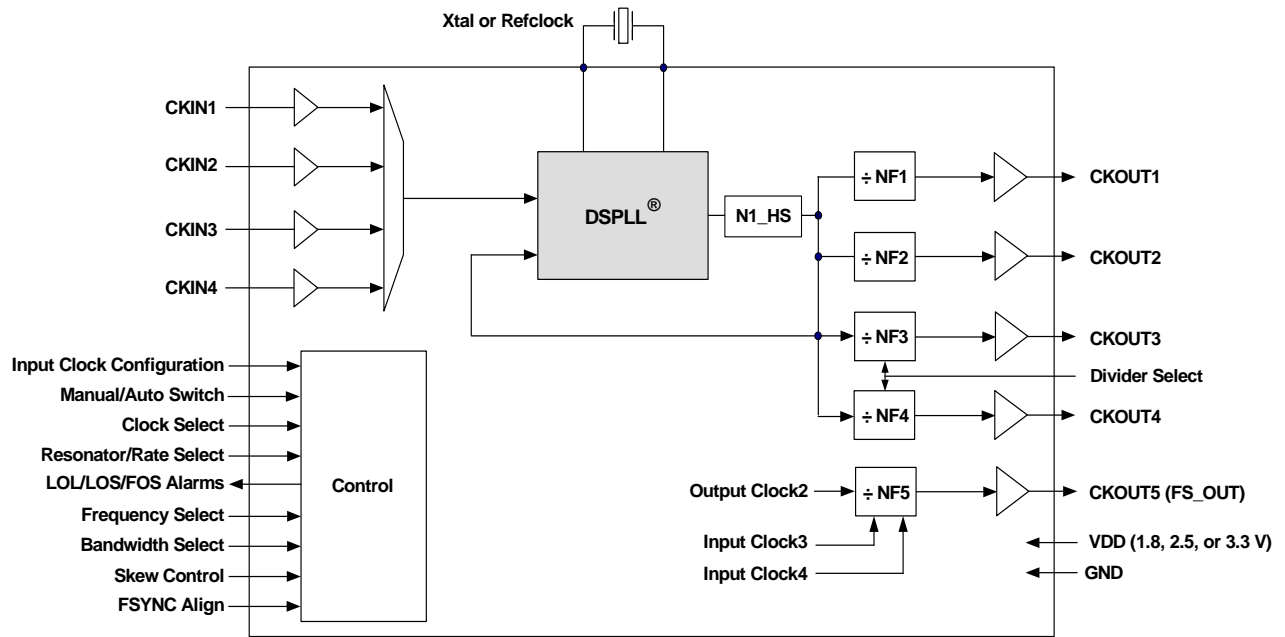 Xtal or Refclock
CKIN1
CKIN2
CKIN3
CKIN4
DSPLL®
N1_HS
÷ NF1
÷ NF2
÷ NF3
÷ NF4
CKOUT1
CKOUT2
CKOUT3
Divider Select
CKOUT4
Input Clock Configuration
Manual/Auto Switch
Clock Select
Resonator/Rate Select
LOL/LOS/FOS Alarms
Frequency Select
Bandwidth Select
Skew Control
FSYNC Align
Control
Output Clock2
÷ NF5
CKOUT5 (FS_OUT)
Input Clock3
Input Clock4
VDD (1.8, 2.5, or 3.3 V)
GND